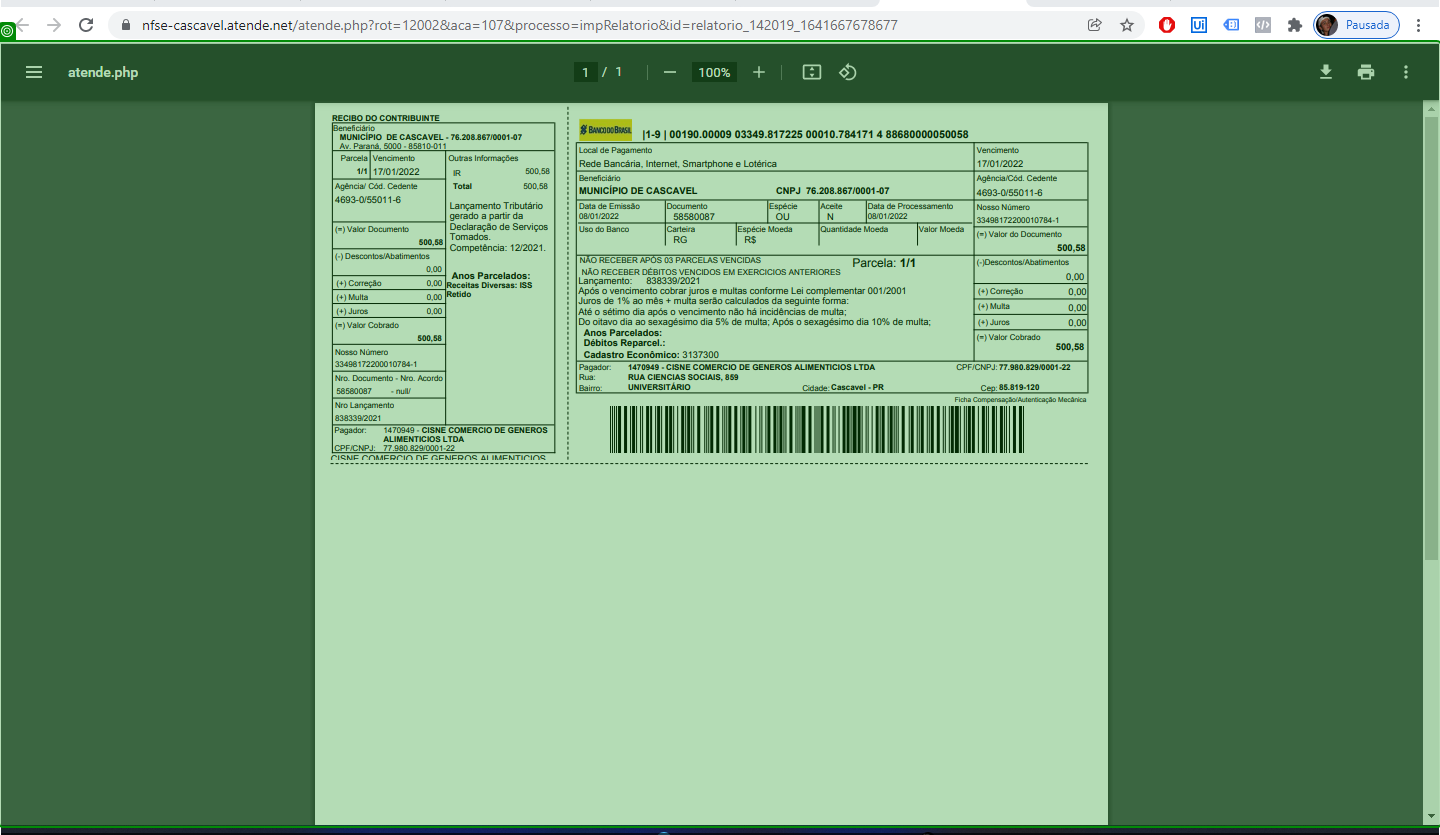 nfse-cascavel.atende.net/atende.php?rot=12002&aca=107&processo=impRelatorio&id=relatorio_142019_1641667678677
Ui
Pausada
atende.php
1 / 1
100%
RECIBO DO CONTRIBUINTE
Beneficiário
MUNICÍPIO DE CASCAVEL - 76.208.867/0001-07
Av. Paraná, 5000 - 85810-011
Parcela Vencimento
1/1 17/01/2022
Outras Informações
IR 500,58
Total 500,58
Agência/ Cód. Cedente
4693-0/55011-6
Lançamento Tributário
gerado a partir da
Declaração de Serviços
Tomados.
Competência: 12/2021.
(=) Valor Documento
500,58
(-) Descontos/Abatimentos
0,00
(+) Correção 0,00
(+) Multa 0,00
(+) Juros 0,00
Anos Parcelados:
Receitas Diversas: ISS
Retido
(=) Valor Cobrado
500,58
Nosso Número
33498172200010784-1
Nro. Documento - Nro. Acordo
58580087 - null/
Nro Lançamento
838339/2021
Pagador: 1470949 - CISNE COMERCIO DE GENEROS
ALIMENTICIOS LTDA
CPF/CNPJ: 77.980.829/0001-22
CISNE COMERCIO DE GENEROS ALIMENTICIOS
BANCO DO BRASIL
|1-9 | 00190.00009 03349.817225 00010.784171 4 88680000050058
Local de Pagamento
Rede Bancária, Internet, Smartphone e Lotérica
Vencimento
17/01/2022
Beneficiário
MUNICÍPIO DE CASCAVEL CNPJ 76.208.867/0001-07
Agência/Cód. Cedente
4693-0/55011-6
Data de Emissão Documento Espécie Aceite Data de Processamento
08/01/2022 58580087 OU N 08/01/2022
Nosso Número
33498172200010784-1
Uso do Banco Carteira Espécie Moeda Quantidade Moeda Valor Moeda
RG R$
(=) Valor do Documento
500,58
NÃO RECEBER APÓS 03 PARCELAS VENCIDAS
Parcela: 1/1
NÃO RECEBER DÉBITOS VENCIDOS EM EXERCICIOS ANTERIORES
Lançamento: 838339/2021
Após o vencimento cobrar juros e multas conforme Lei complementar 001/2001
Juros de 1% ao mês + multa serão calculados da seguinte forma:
Até o sétimo dia após o vencimento não há incidências de multa;
Do oitavo dia ao sexagésimo dia 5% de multa; Após o sexagésimo dia 10% de multa;
Anos Parcelados:
Débitos Reparcel.:
Cadastro Econômico: 3137300
(-)Descontos/Abatimentos
0,00
(+) Correção 0,00
(+) Multa 0,00
(+) Juros 0,00
(=) Valor Cobrado
500,58
Pagador: 1470949 - CISNE COMERCIO DE GENEROS ALIMENTICIOS LTDA CPF/CNPJ: 77.980.829/0001-22
Rua: RUA CIENCIAS SOCIAIS, 859
Bairro: UNIVERSITÁRIO Cidade: Cascavel - PR Cep: 85.819-120
Ficha Compensação/Autenticação Mecânica